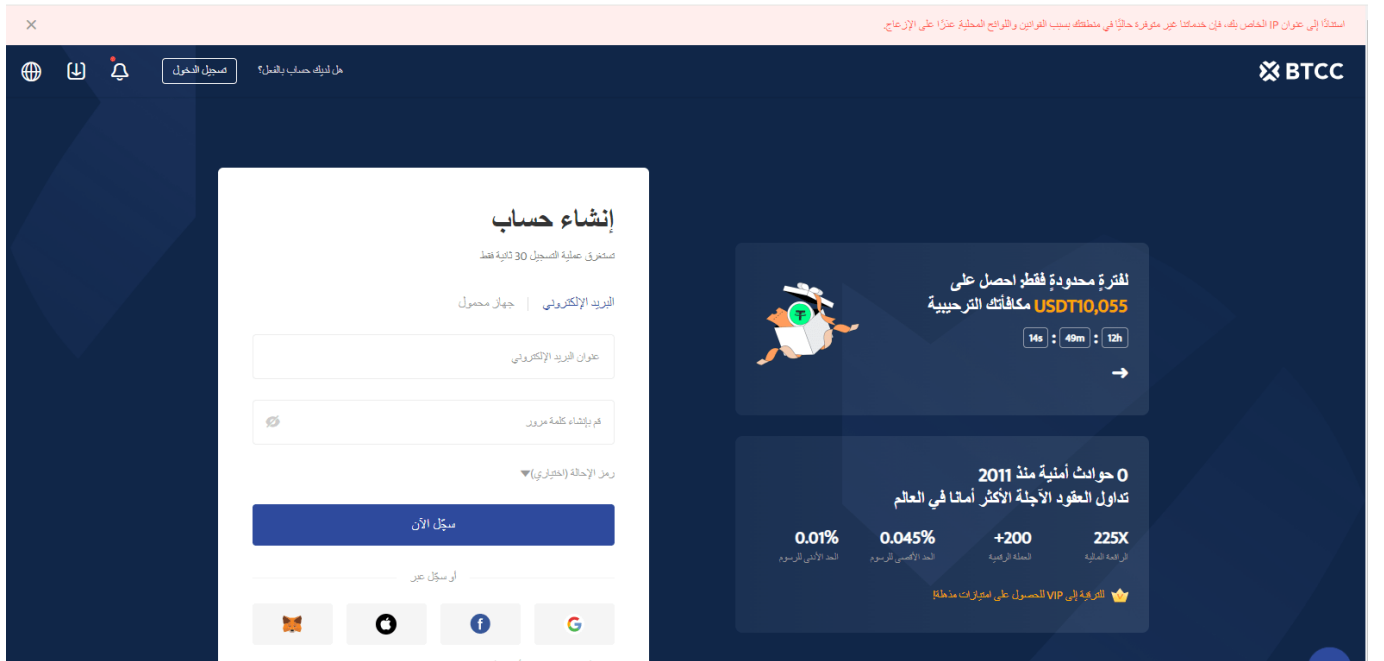 استنادًا إلى عنوان IP الخاص بك، فإن خدماتنا غير متوفرة حاليًا في منطقتك بسبب القوانين واللوائح المحلية. عذرًا على الإزعاج.
BTCC
هل لديك حساب بالفعل؟
تسجيل الدخول
لفترةٍ محدودةٍ فقط: احصل على
USDT10,055 مكافأتك الترحيبية
12h : 49m : 14s
0 حوادث أمنية منذ 2011
تداول العقود الآجلة الأكثر أمانا في العالم
225X
+200
0.045%
0.01%
الرافعة المالية
العملة الرقمية
الحد الأقصى للرسوم
الحد الأدنى للرسوم
للترقية إلى VIP للحصول على امتيازات مذهلة!
إنشاء حساب
تستغرق عملية التسجيل 30 ثانية فقط
البريد الإلكتروني | جهاز محمول
عنوان البريد الإلكتروني
قم بإنشاء كلمة مرور
رمز الإحالة (اختياري)
سجّل الآن
أو سجّل عبر